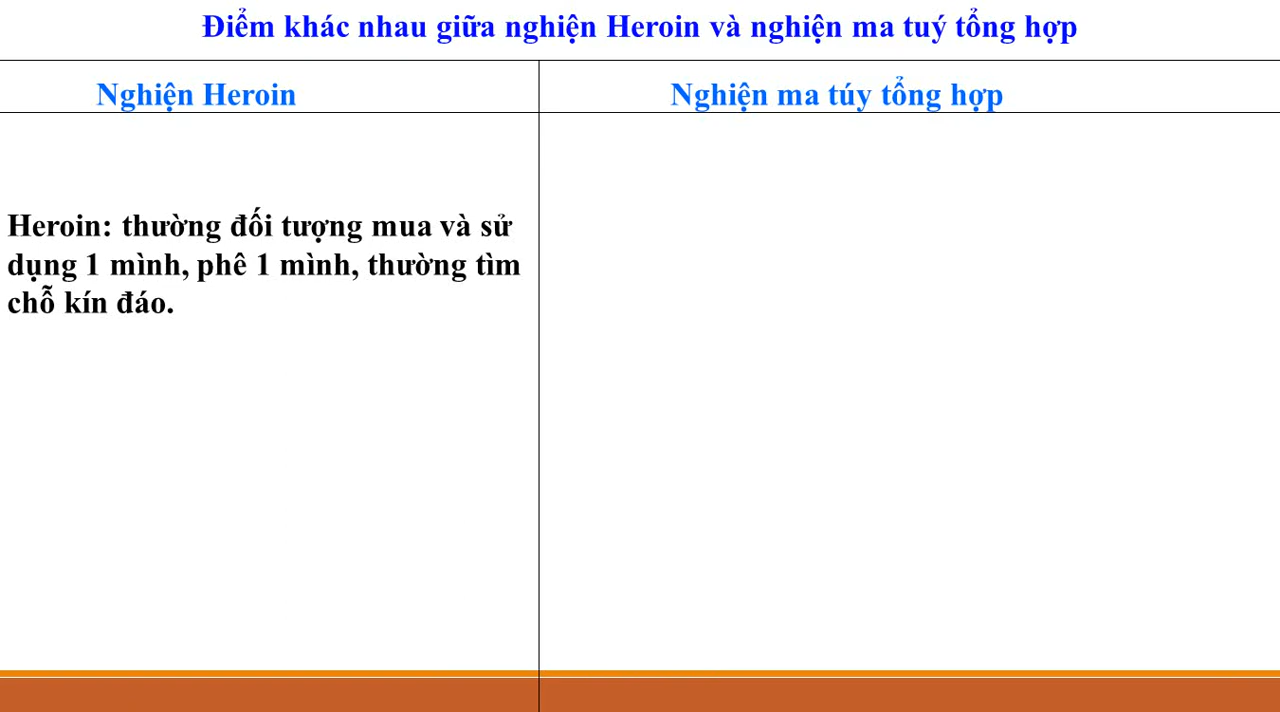 Điểm khác nhau giữa nghiện Heroin và nghiện ma tuý tổng hợp
Nghiện Heroin
Nghiện ma túy tổng hợp
Heroin: thường đối tượng mua và sử
dụng 1 mình, phê 1 mình, thường tìm
chỗ kín đáo.